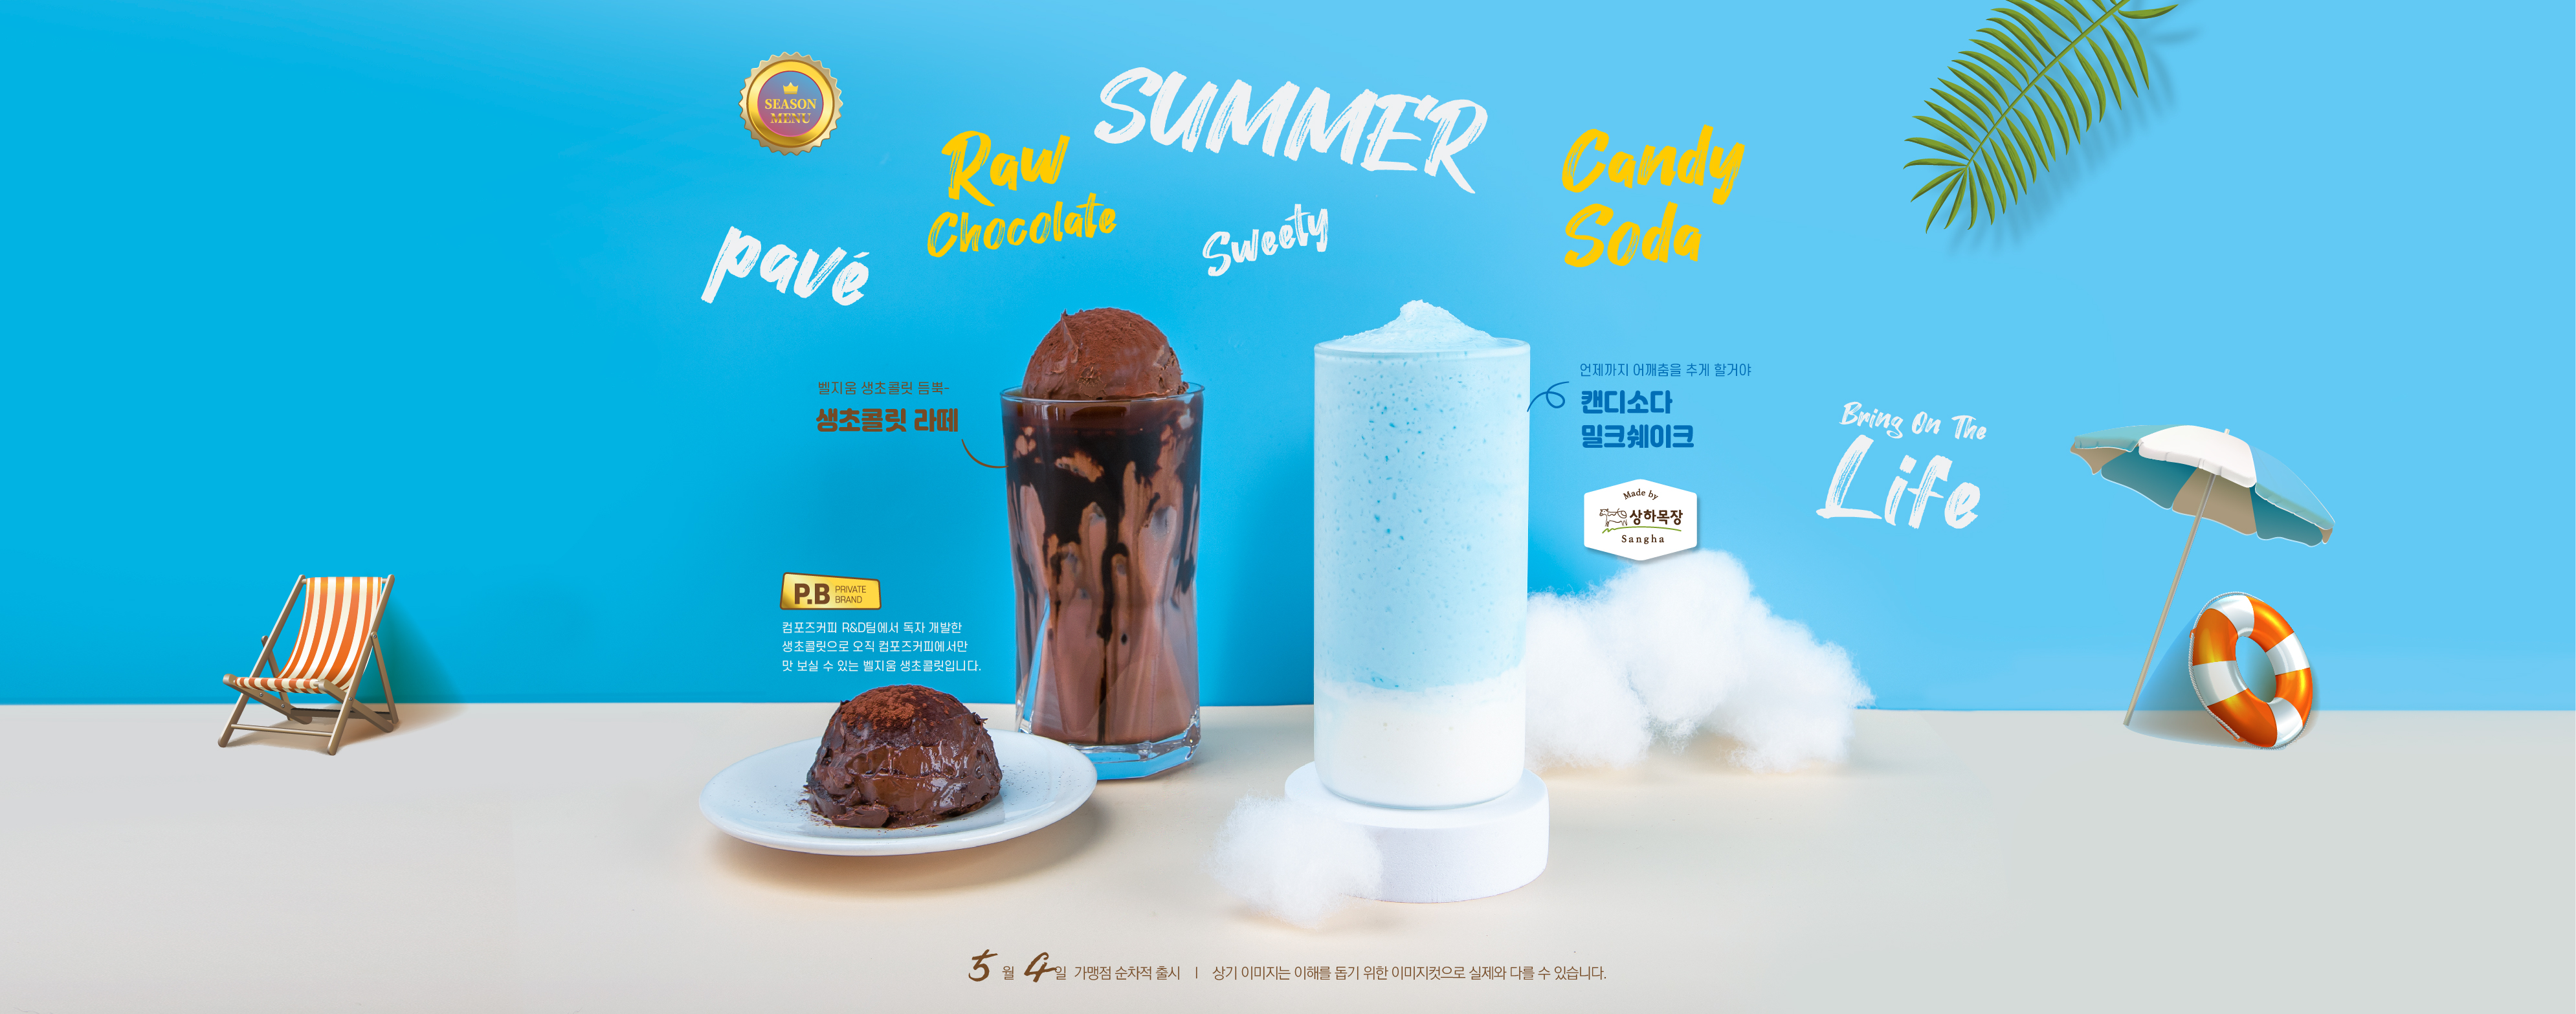 SEASON
MENU
SUMMER
Raw
Chocolate
Candy
Soda
pavé
Sweety
벨지움 생초콜릿 듬뿍-
생초콜릿 라떼
언제까지 어깨춤을 추게 할거야
캔디소다
밀크쉐이크
Made by
상하목장
Sangha
Bring On The
Life
P.B PRIVATE
BRAND
컴포즈커피 R&D팀에서 독자 개발한
생초콜릿으로 오직 컴포즈커피에서만
맛 보실 수 있는 벨지움 생초콜릿입니다.
5월 4일 가맹점 순차적 출시 | 상기 이미지는 이해를 돕기 위한 이미지컷으로 실제와 다를 수 있습니다.